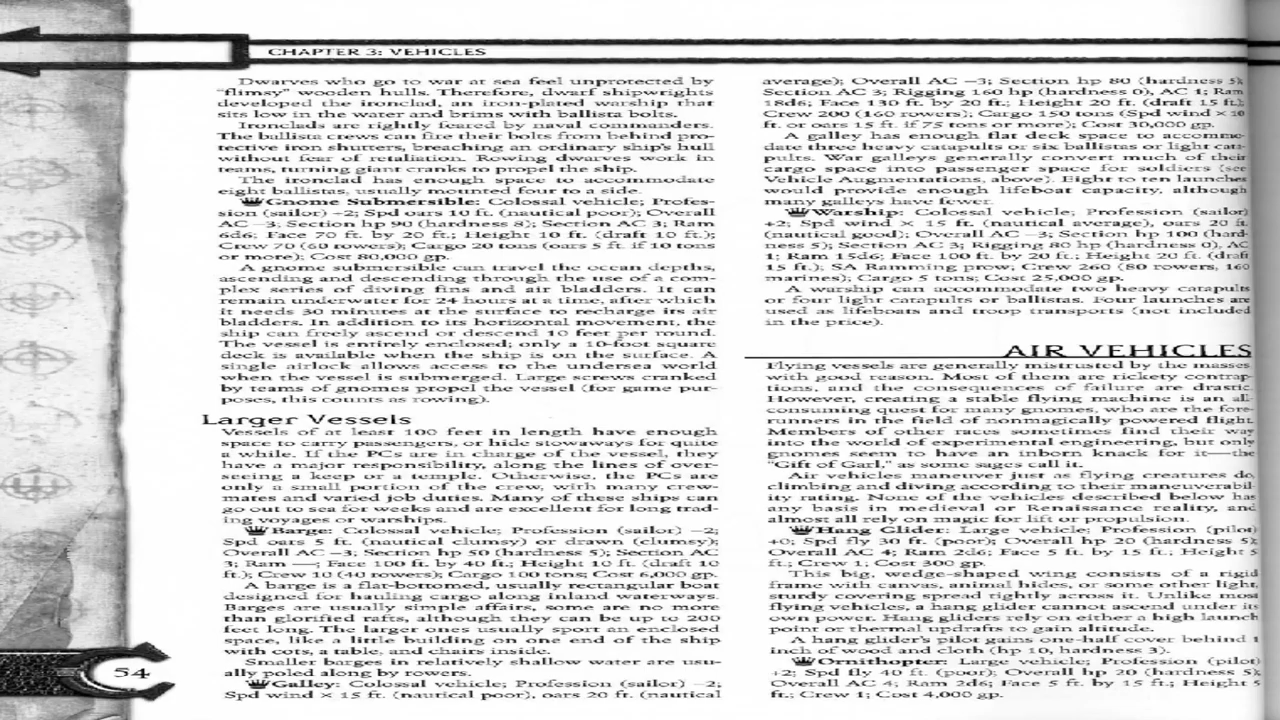 CHAPTER 3: VEHICLES
Dwarves who go to war at sea feel unprotected by
"flimsy" wooden hulls. Therefore, dwarf shipwrights
developed the ironclad, an iron-plated warship that
sits low in the water and brims with ballista bolts.
Ironclads are rightly feared by naval commanders.
The ballista crews can fire their bolts from behind pro-
tective iron shutters, breaching an ordinary ship's hull
without fear of retaliation. Rowing dwarves work in
teams, turning giant cranks to propel the ship.
The ironclad has enough space to accommodate
eight ballistas, usually mounted four to a side.
Gnome Submersible: Colossal vehicle; Profes-
sion (sailor) –2; Spd oars 10 ft. (nautical poor); Overall
AC –3; Section hp 90 (hardness 8); Section AC 3; Ram
6d6; Face 70 ft. by 20 ft.; Height 10 ft. (draft 10 ft.);
Crew 70 (60 rowers); Cargo 20 tons (oars 5 ft. if 10 tons
or more); Cost 80,000 gp.
A gnome submersible can travel the ocean depths,
ascending and descending through the use of a com-
plex series of diving fins and air bladders. It can
remain underwater for 24 hours at a time, after which
it needs 30 minutes at the surface to recharge its air
bladders. In addition to its horizontal movement, the
ship can freely ascend or descend 10 feet per round.
The vessel is entirely enclosed; only a 10-foot square
deck is available when the ship is on the surface. A
single airlock allows access to the undersea world
when the vessel is submerged. Large screws cranked
by teams of gnomes propel the vessel (for game pur-
poses, this counts as rowing).
Larger Vessels
Vessels of at least 100 feet in length have enough
space to carry passengers, or hide stowaways for quite
a while. If the PCs are in charge of the vessel, they
have a major responsibility, along the lines of over-
seeing a keep or a temple. Otherwise, the PCs are
only a small portion of the crew, with many crew-
mates and varied job duties. Many of these ships can
go out to sea for weeks and are excellent for long trad-
ing voyages or warships.
Barge: Colossal vehicle; Profession (sailor) –2;
Spd oars 5 ft. (nautical clumsy) or drawn (clumsy);
Overall AC –3; Section hp 50 (hardness 5); Section AC
3; Ram —; Face 100 ft. by 40 ft.; Height 10 ft. (draft 10
ft.); Crew 10 (40 rowers); Cargo 100 tons; Cost 6,000 gp.
A barge is a flat-bottomed, usually rectangular boat
designed for hauling cargo along inland waterways.
Barges are usually simple affairs, some are no more
than glorified rafts, although they can be up to 200
feet long. The larger ones usually sport an enclosed
space, like a little building on one end of the ship
with cots, a table, and chairs inside.
Smaller barges in relatively shallow water are usu-
ally poled along by rowers.
Galley: Colossal vehicle; Profession (sailor) –2;
Spd wind × 15 ft. (nautical poor), oars 20 ft. (nautical
average); Overall AC –3; Section hp 80 (hardness 5);
Section AC 3; Rigging 160 hp (hardness 0), AC 1; Ram
18d6; Face 130 ft. by 20 ft.; Height 20 ft. (draft 15 ft.);
Crew 200 (160 rowers); Cargo 150 tons (Spd wind × 10
ft. or oars 15 ft. if 75 tons or more); Cost 30,000 gp.
A galley has enough flat deck space to accommo-
date three heavy catapults or six ballistas or light cata-
pults. War galleys generally convert much of their
cargo space into passenger space for soldiers (see
Vehicle Augmentations, above). Eight to ten launches
would provide enough lifeboat capacity, although
many galleys have fewer.
Warship: Colossal vehicle; Profession (sailor)
+2; Spd wind × 15 ft. (nautical average), oars 20 ft.
(nautical good); Overall AC –3; Section hp 100 (hard-
ness 5); Section AC 3; Rigging 80 hp (hardness 0), AC
1; Ram 15d6; Face 100 ft. by 20 ft.; Height 20 ft. (draft
15 ft.); SA Ramming prow; Crew 260 (80 rowers, 160
marines); Cargo 5 tons; Cost 25,000 gp.
A warship can accommodate two heavy catapults
or four light catapults or ballistas. Four launches are
used as lifeboats and troop transports (not included
in the price).
AIR VEHICLES
Flying vessels are generally mistrusted by the masses
with good reason. Most of them are rickety contrap-
tions, and the consequences of failure are drastic.
However, creating a stable flying machine is an all-
consuming quest for many gnomes, who are the fore-
runners in the field of nonmagically powered flight.
Members of other races sometimes find their way
into the world of experimental engineering, but only
gnomes seem to have an inborn knack for it—the
"Gift of Garl," as some sages call it.
Air vehicles maneuver just as flying creatures do,
climbing and diving according to their maneuverabil-
ity rating. None of the vehicles described below has
any basis in medieval or Renaissance reality, and
almost all rely on magic for lift or propulsion.
Hang Glider: Large vehicle; Profession (pilot)
+0; Spd fly 30 ft. (poor); Overall hp 20 (hardness 5);
Overall AC 4; Ram 2d6; Face 5 ft. by 15 ft.; Height 5
ft.; Crew 1; Cost 300 gp.
This big, wedge-shaped wing consists of a rigid
frame with canvas, animal hides, or some other light,
sturdy covering spread tightly across it. Unlike most
flying vehicles, a hang glider cannot ascend under its
own power. Hang gliders rely on either a high launch
point or thermal updrafts to gain altitude.
A hang glider's pilot gains one-half cover behind 1
inch of wood and cloth (hp 10, hardness 3).
Ornithopter: Large vehicle; Profession (pilot)
+2; Spd fly 40 ft. (poor); Overall hp 20 (hardness 5);
Overall AC 4; Ram 2d6; Face 5 ft. by 15 ft.; Height 5
ft.; Crew 1; Cost 4,000 gp.
54